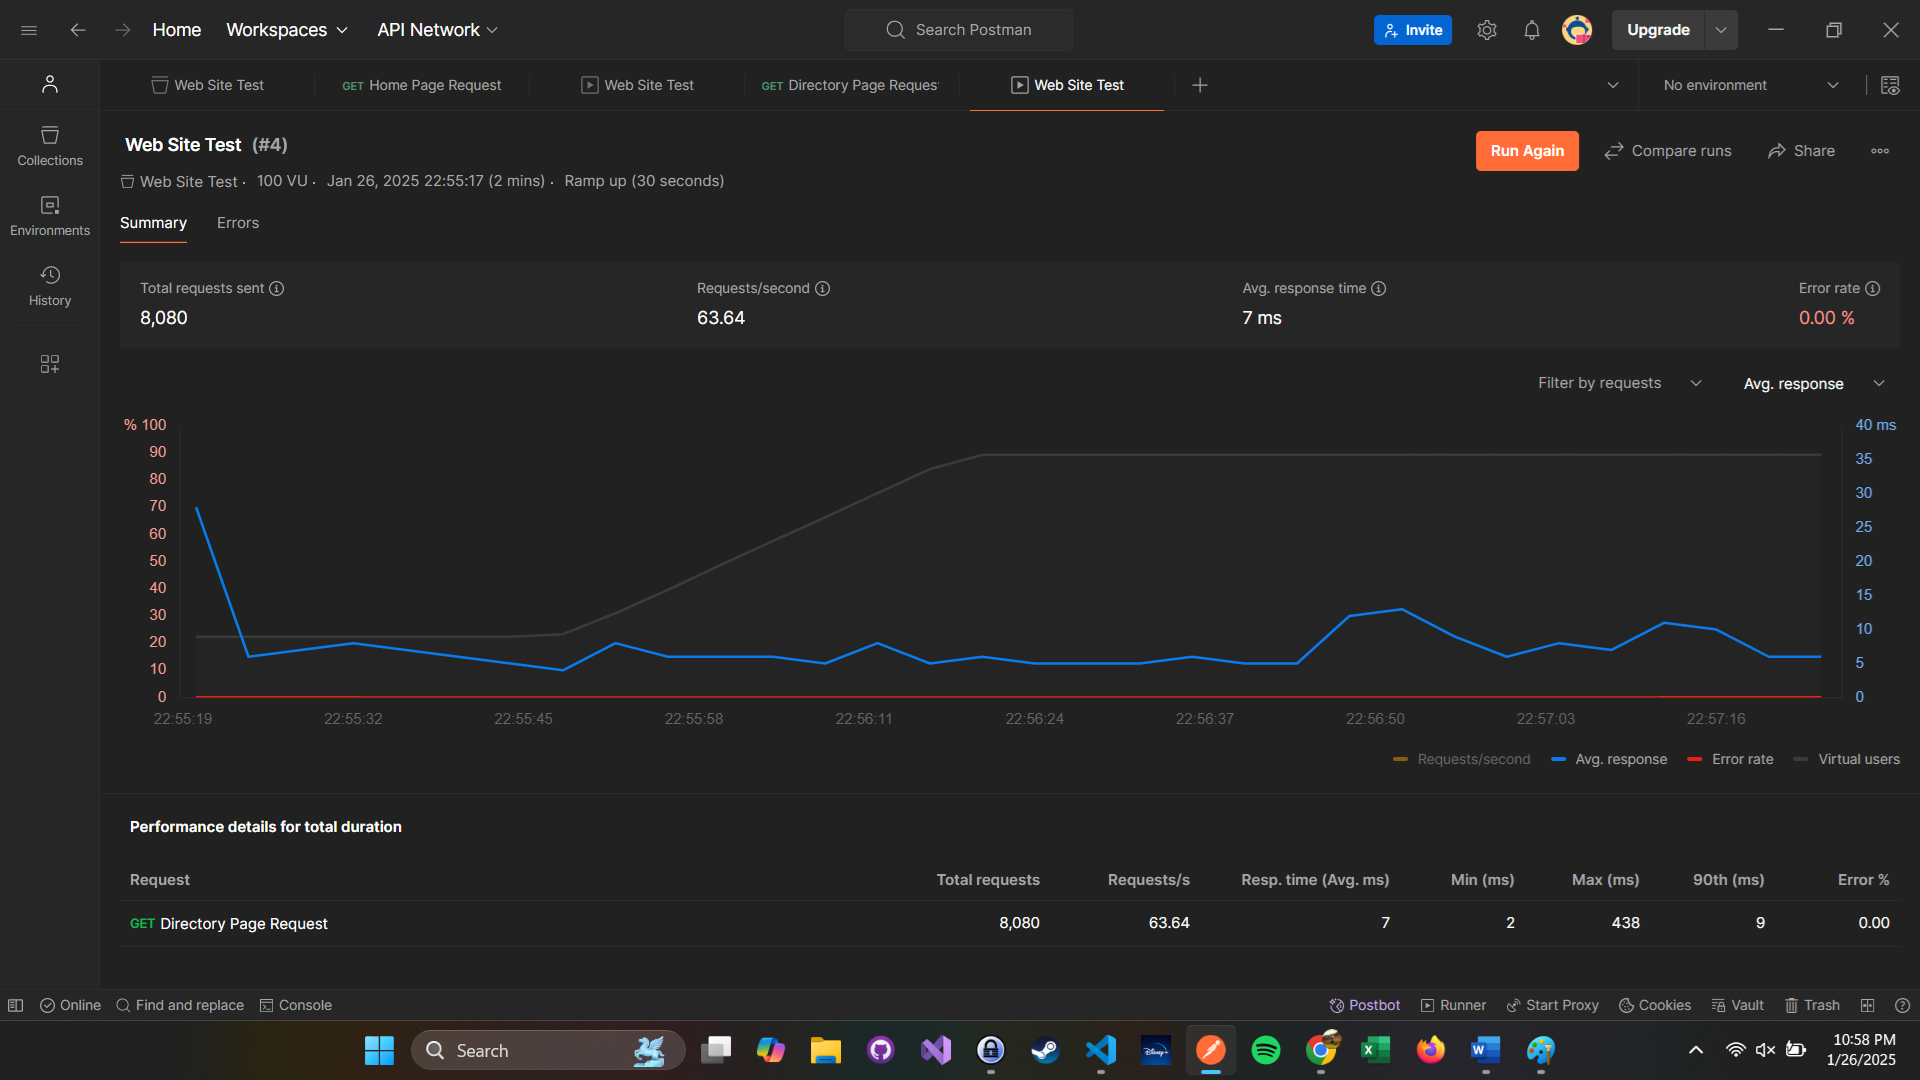 Home Workspaces API Network Search Postman Invite Upgrade
Web Site Test GET Home Page Request Web Site Test GET Directory Page Reques Web Site Test No environment
Collections
Environments
History
Web Site Test (#4) Run Again Compare runs Share
Web Site Test · 100 VU · Jan 26, 2025 22:55:17 (2 mins) · Ramp up (30 seconds)
Summary Errors
Total requests sent Requests/second Avg. response time Error rate
8,080 63.64 7 ms 0.00 %
Filter by requests Avg. response
% 100 40 ms
90 35
80 30
70 25
60
50 20
40 15
30
20 10
10 5
0 0
22:55:19 22:55:32 22:55:45 22:55:58 22:56:11 22:56:24 22:56:37 22:56:50 22:57:03 22:57:16
Requests/second Avg. response Error rate Virtual users
Performance details for total duration
Request Total requests Requests/s Resp. time (Avg. ms) Min (ms) Max (ms) 90th (ms) Error %
GET Directory Page Request 8,080 63.64 7 2 438 9 0.00
Online Find and replace Console Postbot Runner Start Proxy Cookies Vault Trash
Search Disney+ 10:58 PM
1/26/2025